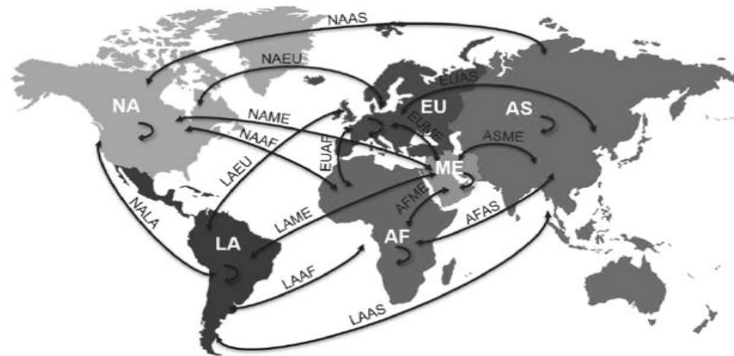 NAAS
NAEU
EUAS
NA
EU
AS
NAME
EUME
ASME
NAAF
EUAF
LAEU
ME
NALA
LAME
AFME
AFAS
LA
AF
LAAF
LAAS